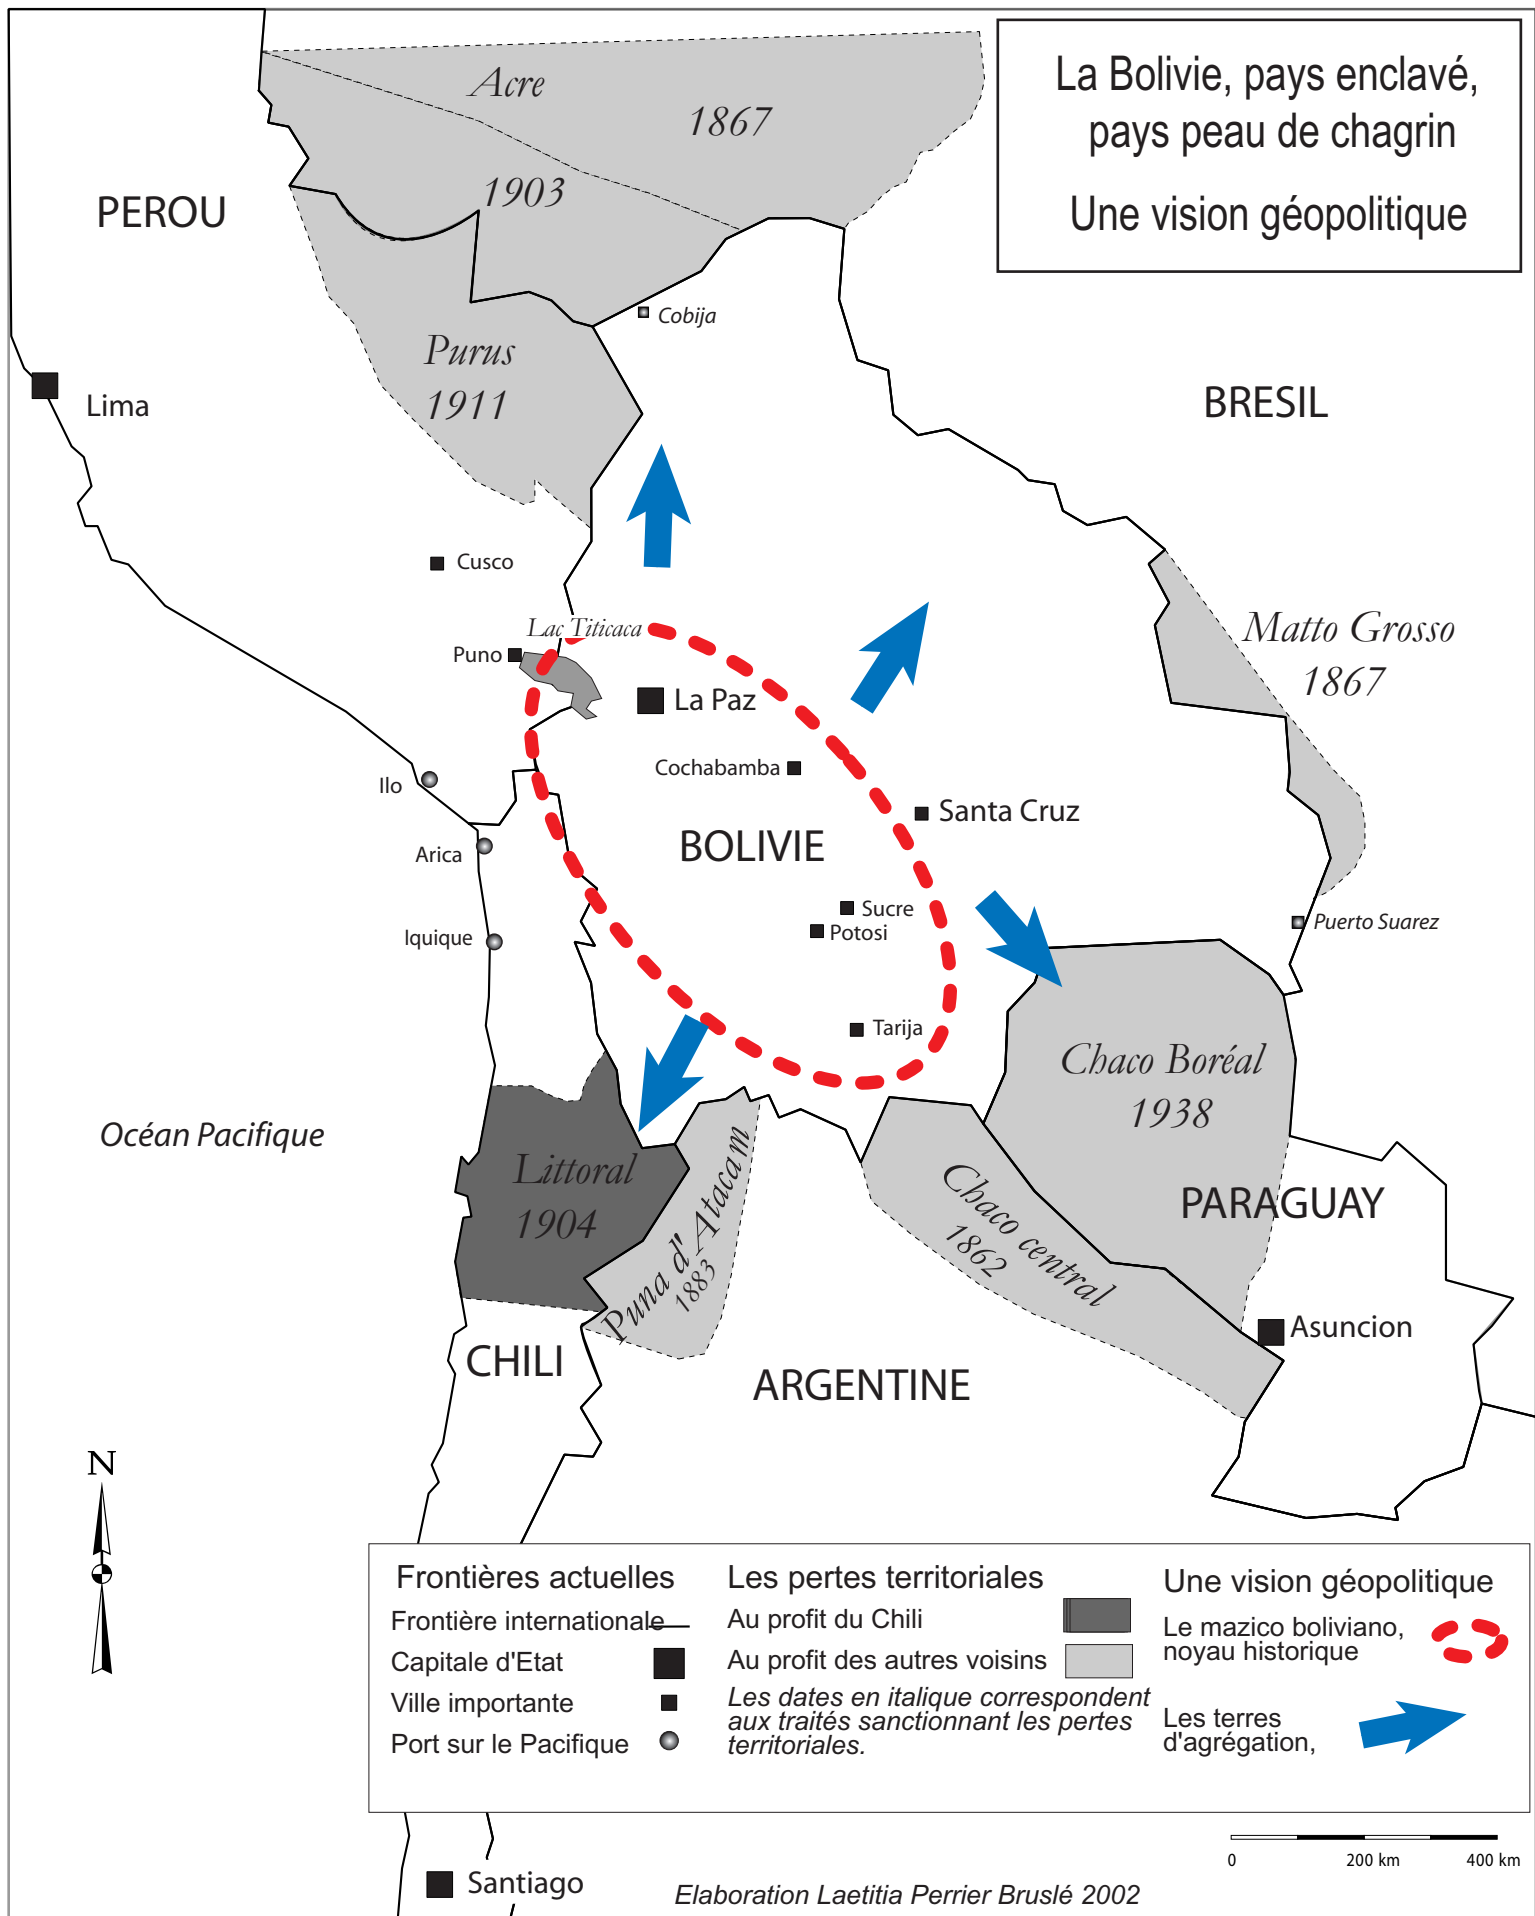 La Bolivie, pays enclavé,
pays peau de chagrin
Une vision géopolitique
Acre
1867
1903
PEROU
Cobija
Purus
1911
Lima
BRESIL
Cusco
Lac Titicaca
Puno
Matto Grosso
1867
La Paz
Cochabamba
Ilo
Santa Cruz
BOLIVIE
Arica
Sucre
Potosi
Iquique
Puerto Suarez
Tarija
Chaco Boréal
1938
Océan Pacifique
Littoral
1904
Puna d'Atacam
1883
Chaco central
1862
PARAGUAY
Asuncion
CHILI
ARGENTINE
N
Frontières actuelles
Frontière internationale
Capitale d'Etat
Ville importante
Port sur le Pacifique
Les pertes territoriales
Au profit du Chili
Au profit des autres voisins
Les dates en italique correspondent
aux traités sanctionnant les pertes
territoriales.
Une vision géopolitique
Le mazico boliviano,
noyau historique
Les terres
d'agrégation,
0 200 km 400 km
Santiago
Elaboration Laetitia Perrier Bruslé 2002